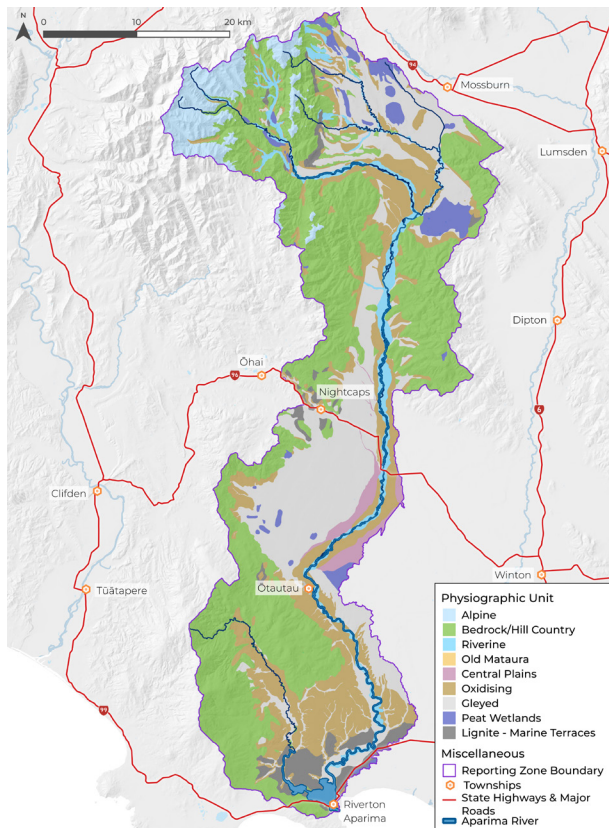 N
0 10 20 km
94
Mossburn
Lumsden
Dipton
Ōhai
96
Nightcaps
6
Clifden
Ōtautau
Winton
Tūātapere
99
Riverton
Aparima
Physiographic Unit
Alpine
Bedrock/Hill Country
Riverine
Old Mataura
Central Plains
Oxidising
Gleyed
Peat Wetlands
Lignite - Marine Terraces
Miscellaneous
Reporting Zone Boundary
Townships
State Highways & Major
Roads
Aparima River